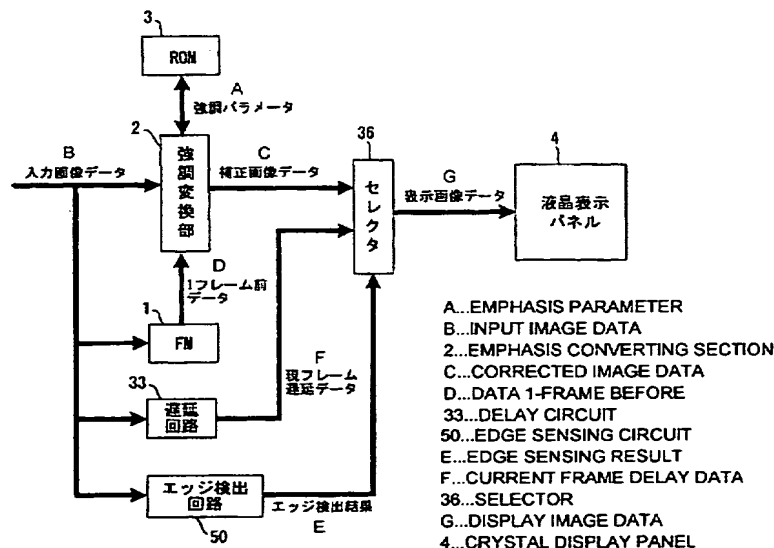 3
ROM
A
強調パラメータ
2
強調変換部
B
入力画像データ
C
補正画像データ
36
セレクタ
G
表示画像データ
4
液晶表示
パネル
D
1フレーム前
データ
1
FM
F
現フレーム
遅延データ
33
遅延
回路
エッジ検出
回路
50
エッジ検出結果
E
A...EMPHASIS PARAMETER
B...INPUT IMAGE DATA
2...EMPHASIS CONVERTING SECTION
C...CORRECTED IMAGE DATA
D...DATA 1-FRAME BEFORE
33...DELAY CIRCUIT
50...EDGE SENSING CIRCUIT
E...EDGE SENSING RESULT
F...CURRENT FRAME DELAY DATA
36...SELECTOR
G...DISPLAY IMAGE DATA
4...CRYSTAL DISPLAY PANEL